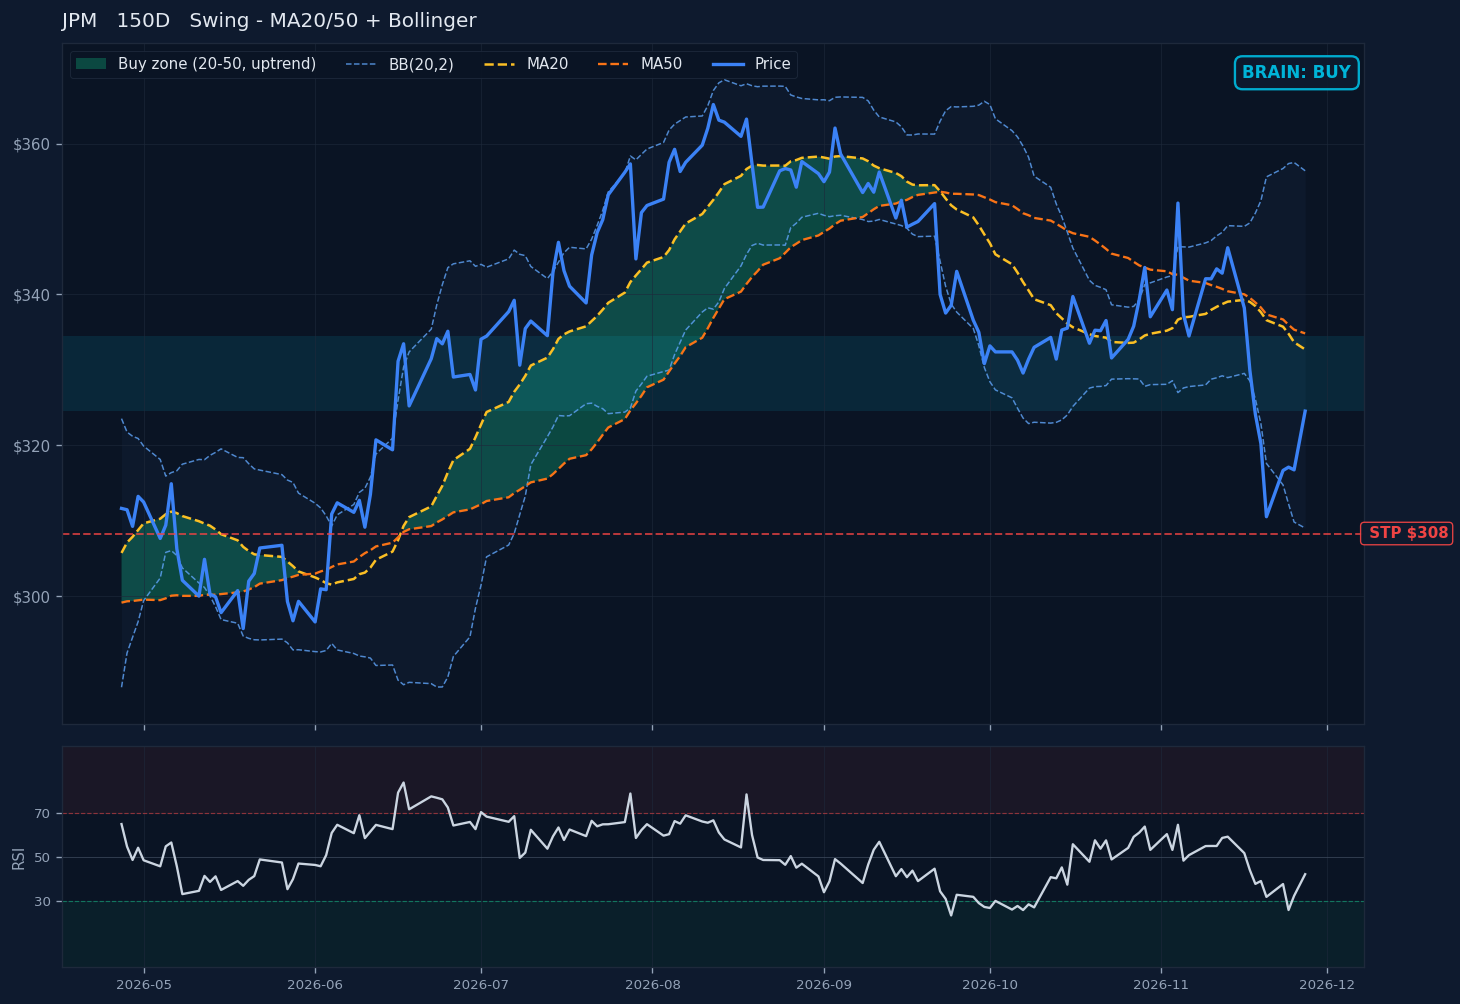 JPM   150D   Swing - MA20/50 + Bollinger
Buy zone (20-50, uptrend)   BB(20,2)   MA20   MA50   Price
BRAIN: BUY
$360
$340
$320
STP $308
$300
70
50
30
RSI
2026-05   2026-06   2026-07   2026-08   2026-09   2026-10   2026-11   2026-12